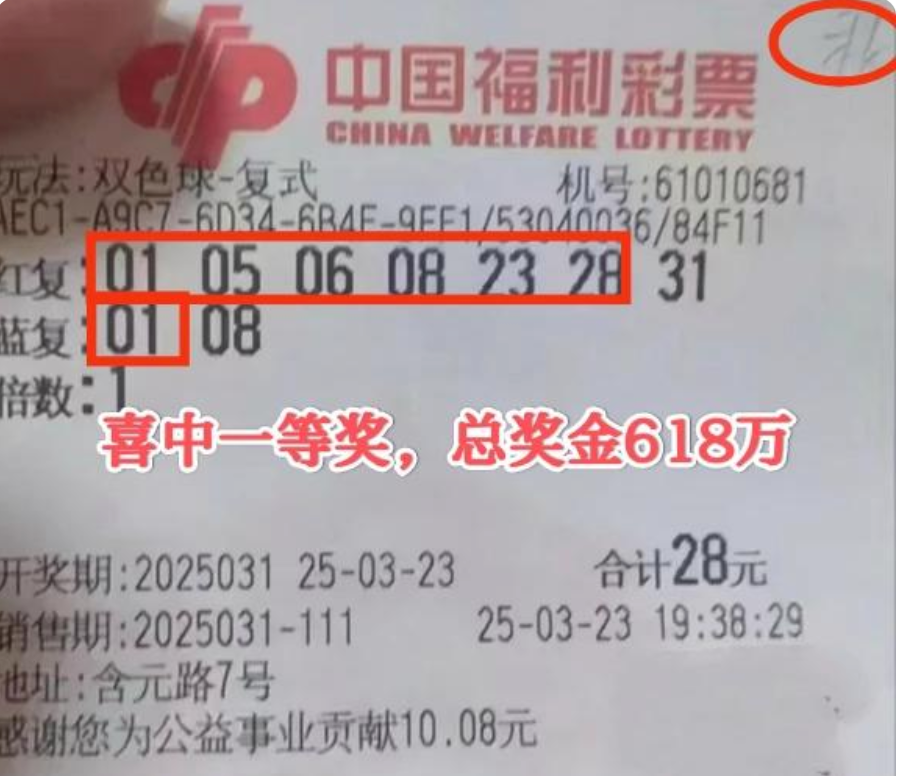 中国福利彩票
CHINA WELFARE LOTTERY
玩法:双色球-复式 机号:61010681
AEC1-A9C7-6D34-6B4E-9EE1/53040036/84F11
红复:01 05 06 08 23 28 31
蓝复:01 08
倍数:1
喜中一等奖，总奖金618万
开奖期:2025031 25-03-23 合计28元
销售期:2025031-111 25-03-23 19:38:29
地址:含元路7号
感谢您为公益事业贡献10.08元